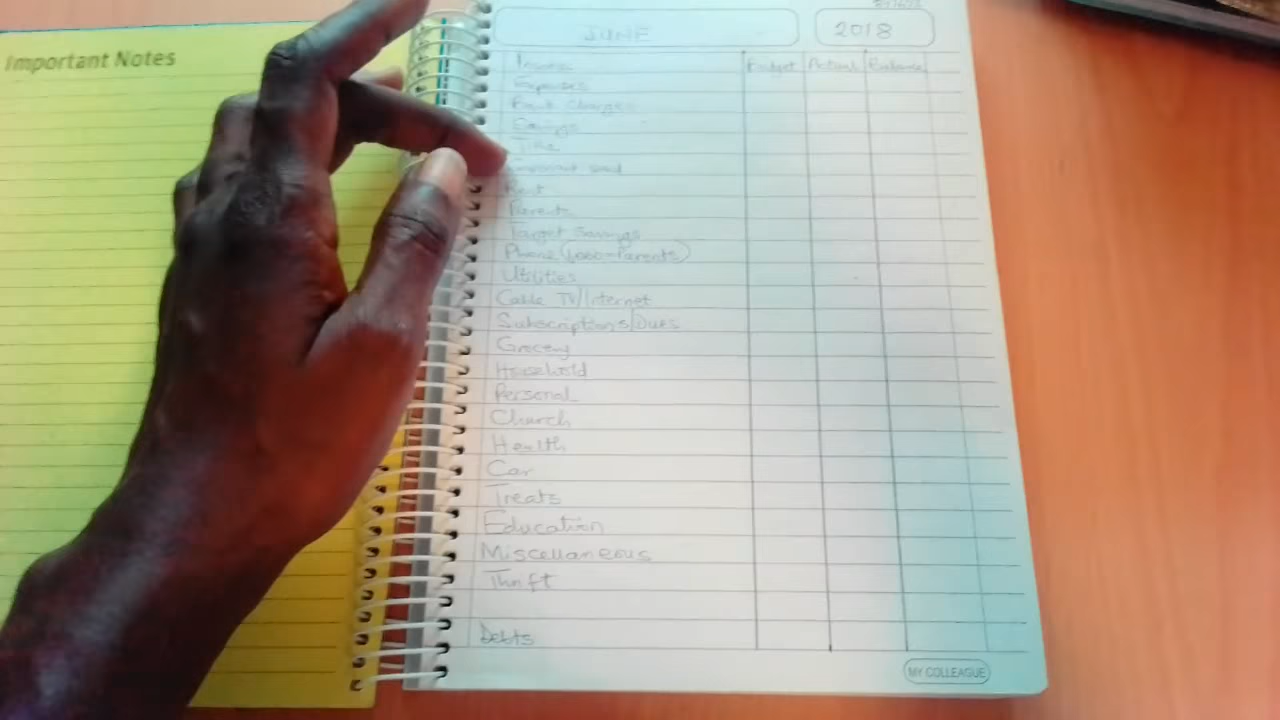 Important Notes
JUNE 2018
Income Budget Actual Balance
Expenses
Bank Charges
Savings
Tithe
Rent
Parents
Target Savings
Phone
Utilities
Cable TV/Internet
Subscriptions/Dues
Grocery
Household
Personal
Church
Health
Car
Treats
Education
Miscellaneous
Thrift
Debts
MY COLLEAGUE